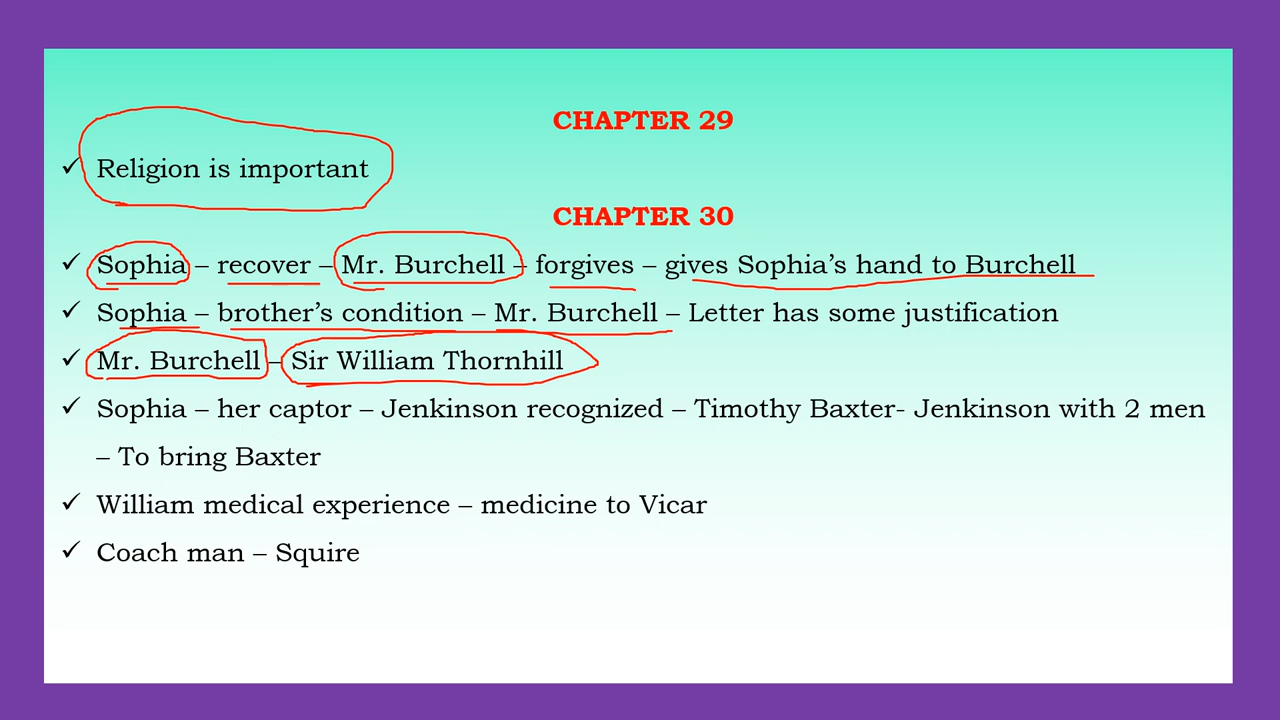 CHAPTER 29
✓ Religion is important
CHAPTER 30
✓ Sophia – recover – Mr. Burchell – forgives – gives Sophia’s hand to Burchell
✓ Sophia – brother’s condition – Mr. Burchell – Letter has some justification
✓ Mr. Burchell – Sir William Thornhill
✓ Sophia – her captor – Jenkinson recognized – Timothy Baxter- Jenkinson with 2 men
– To bring Baxter
✓ William medical experience – medicine to Vicar
✓ Coach man – Squire